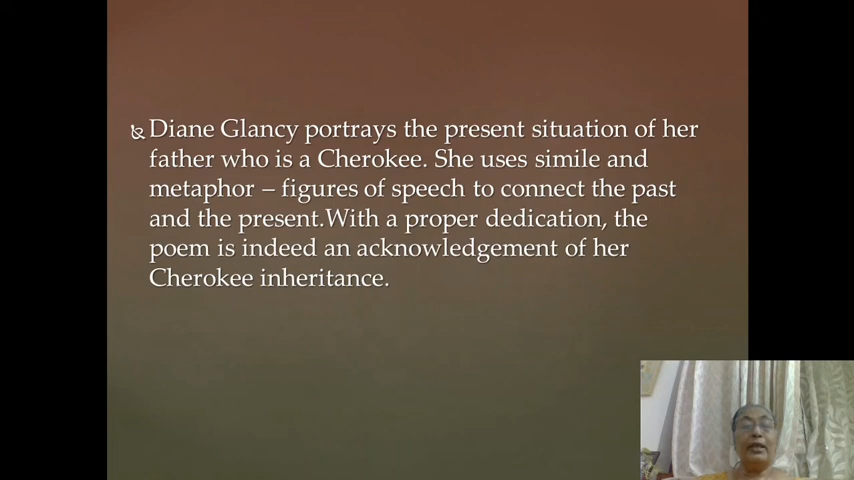 Diane Glancy portrays the present situation of her
father who is a Cherokee. She uses simile and
metaphor – figures of speech to connect the past
and the present.With a proper dedication, the
poem is indeed an acknowledgement of her
Cherokee inheritance.